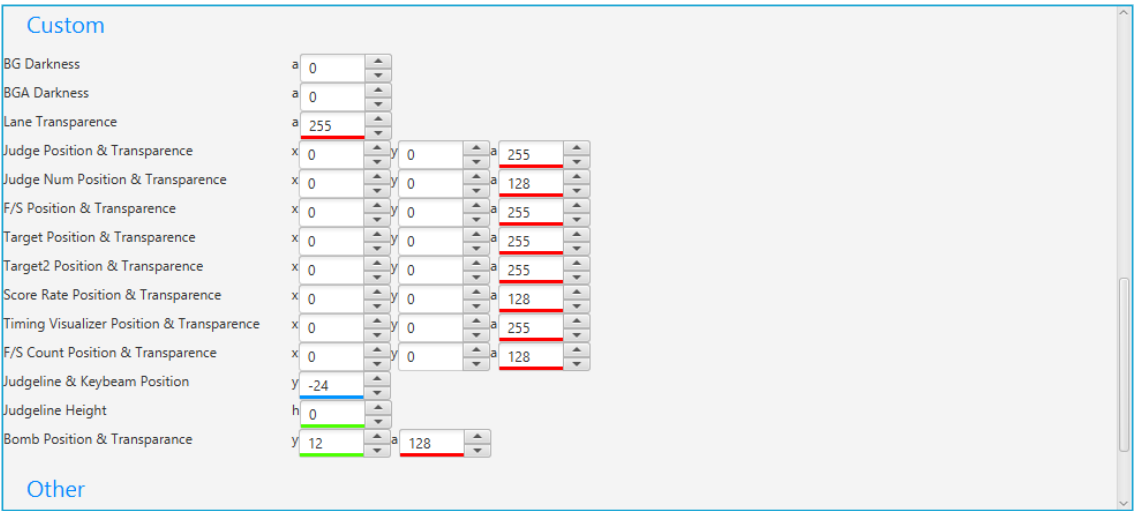 Custom
BG Darkness a 0
BGA Darkness a 0
Lane Transparence a 255
Judge Position & Transparence x 0 y 0 a 255
Judge Num Position & Transparence x 0 y 0 a 128
F/S Position & Transparence x 0 y 0 a 255
Target Position & Transparence x 0 y 0 a 255
Target2 Position & Transparence x 0 y 0 a 255
Score Rate Position & Transparence x 0 y 0 a 128
Timing Visualizer Position & Transparence x 0 y 0 a 255
F/S Count Position & Transparence x 0 y 0 a 128
Judgeline & Keybeam Position y -24
Judgeline Height h 0
Bomb Position & Transparance y 12 a 128
Other